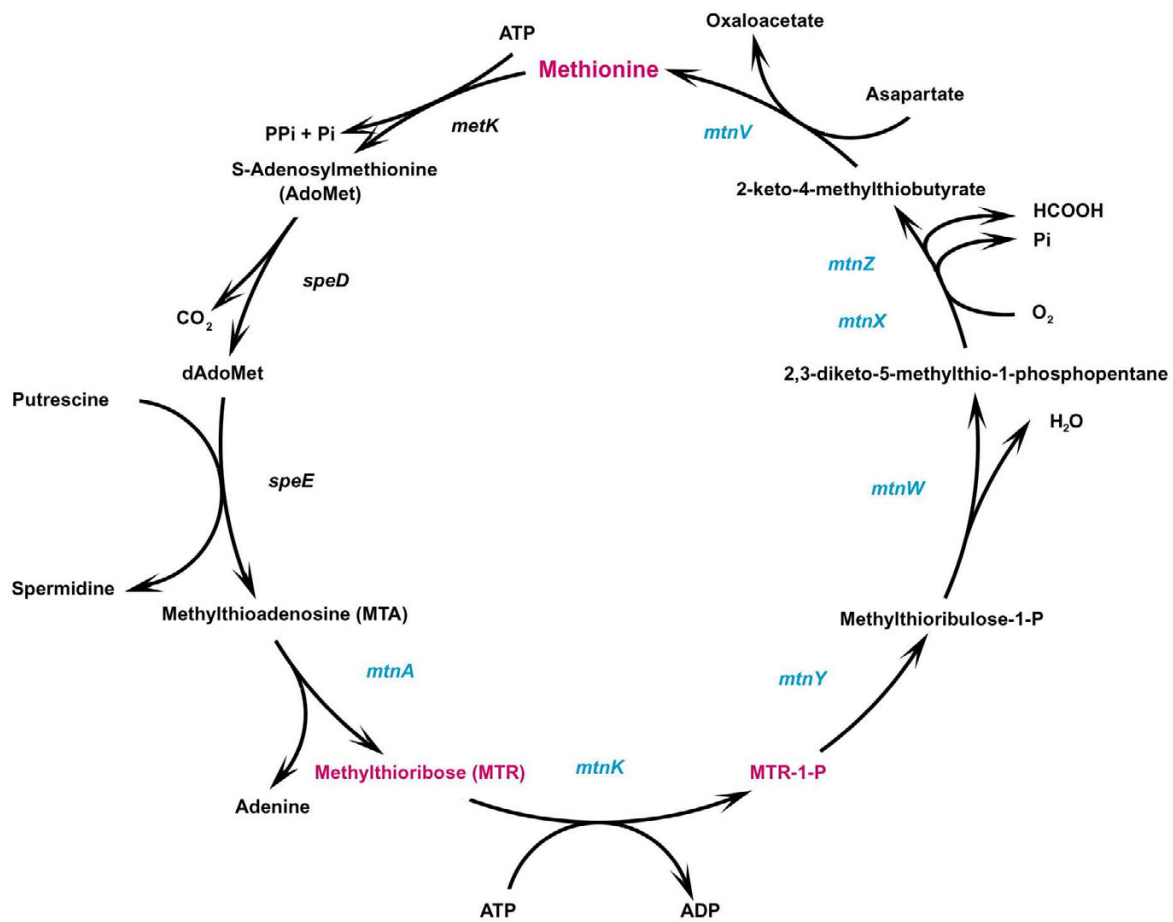 Oxaloacetate
ATP
Methionine
Asapartate
metK
mtnV
PPi + Pi
S-Adenosylmethionine
(AdoMet)
2-keto-4-methylthiobutyrate
HCOOH
Pi
mtnZ
speD
CO2
mtnX
O2
dAdoMet
2,3-diketo-5-methylthio-1-phosphopentane
Putrescine
H2O
speE
mtnW
Spermidine
Methylthioadenosine (MTA)
Methylthioribulose-1-P
mtnA
mtnY
Methylthioribose (MTR)
mtnK
MTR-1-P
Adenine
ATP
ADP